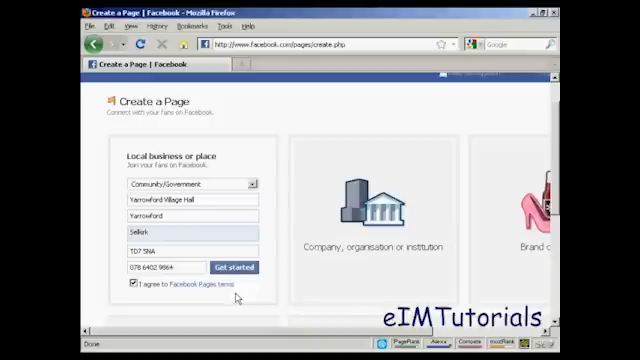 Create a Page | Facebook - Mozilla Firefox
File Edit View History Bookmarks Tools Help
http://www.facebook.com/pages/create.php
Google
Create a Page | Facebook
Create a Page
Connect with your fans on Facebook.
Local business or place
Join your fans on Facebook.
Community/Government
Yarrowford Village Hall
Yarrowford
Selkirk
TD7 5NA
078 6402 9864
Get started
I agree to Facebook Pages terms
Company, organisation or institution
Brand o
eIMTutorials
Done
PageRank
Alexa
Compete
mozRank